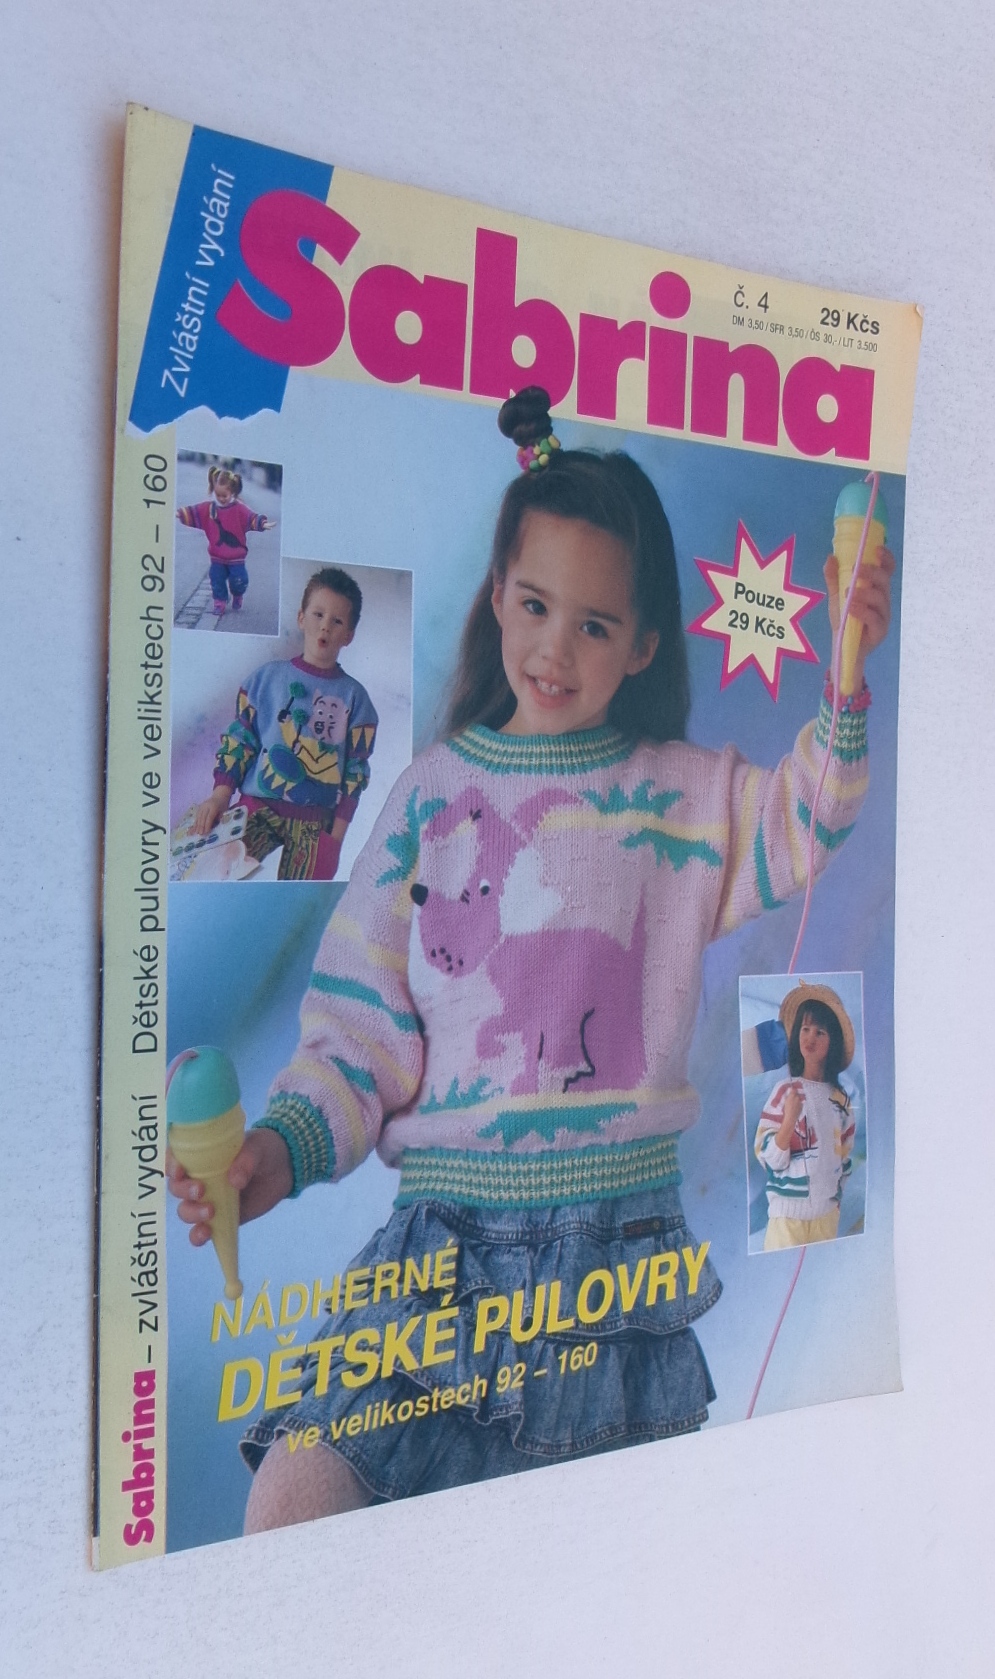 Zvláštní vydání
Sabrina
č. 4
29 Kčs
DM 3,50 / SFR 3,50 / ÖS 30,- / LIT 3.500
Pouze
29 Kčs
NÁDHERNÉ
DĚTSKÉ PULOVRY
ve velikostech 92 – 160
Sabrina – zvláštní vydání Dětské pulovry ve velikstech 92 – 160